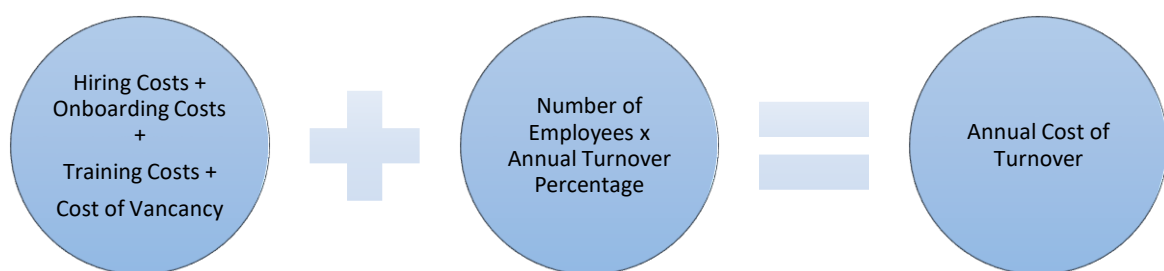 Hiring Costs +
Onboarding Costs
+
Training Costs +
Cost of Vancancy
Number of
Employees x
Annual Turnover
Percentage
Annual Cost of
Turnover